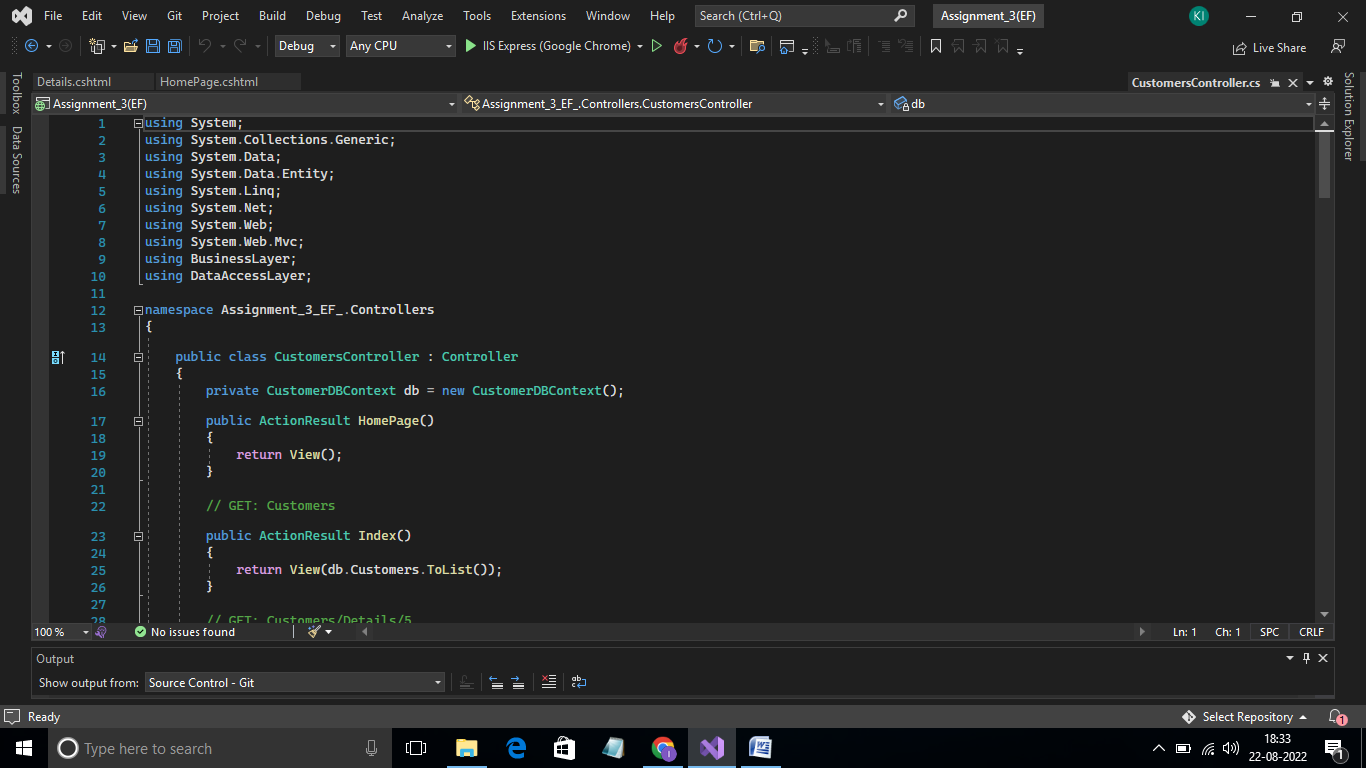 File Edit View Git Project Build Debug Test Analyze Tools Extensions Window Help Search (Ctrl+Q) Assignment_3(EF) KI
Debug Any CPU IIS Express (Google Chrome) Live Share
Toolbox
Data Sources
Details.cshtml HomePage.cshtml CustomersController.cs
Solution Explorer
Assignment_3(EF) Assignment_3_EF_.Controllers.CustomersController db
1 using System;
2 using System.Collections.Generic;
3 using System.Data;
4 using System.Data.Entity;
5 using System.Linq;
6 using System.Net;
7 using System.Web;
8 using System.Web.Mvc;
9 using BusinessLayer;
10 using DataAccessLayer;
11
12 namespace Assignment_3_EF_.Controllers
13 {
14 public class CustomersController : Controller
15 {
16 private CustomerDBContext db = new CustomerDBContext();
17 public ActionResult HomePage()
18 {
19 return View();
20 }
21
22 // GET: Customers
23 public ActionResult Index()
24 {
25 return View(db.Customers.ToList());
26 }
27
28 // GET: Customers/Details/5
100 % No issues found Ln: 1 Ch: 1 SPC CRLF
Output
Show output from: Source Control - Git
Ready Select Repository 1
Type here to search
18:33
22-08-2022
1